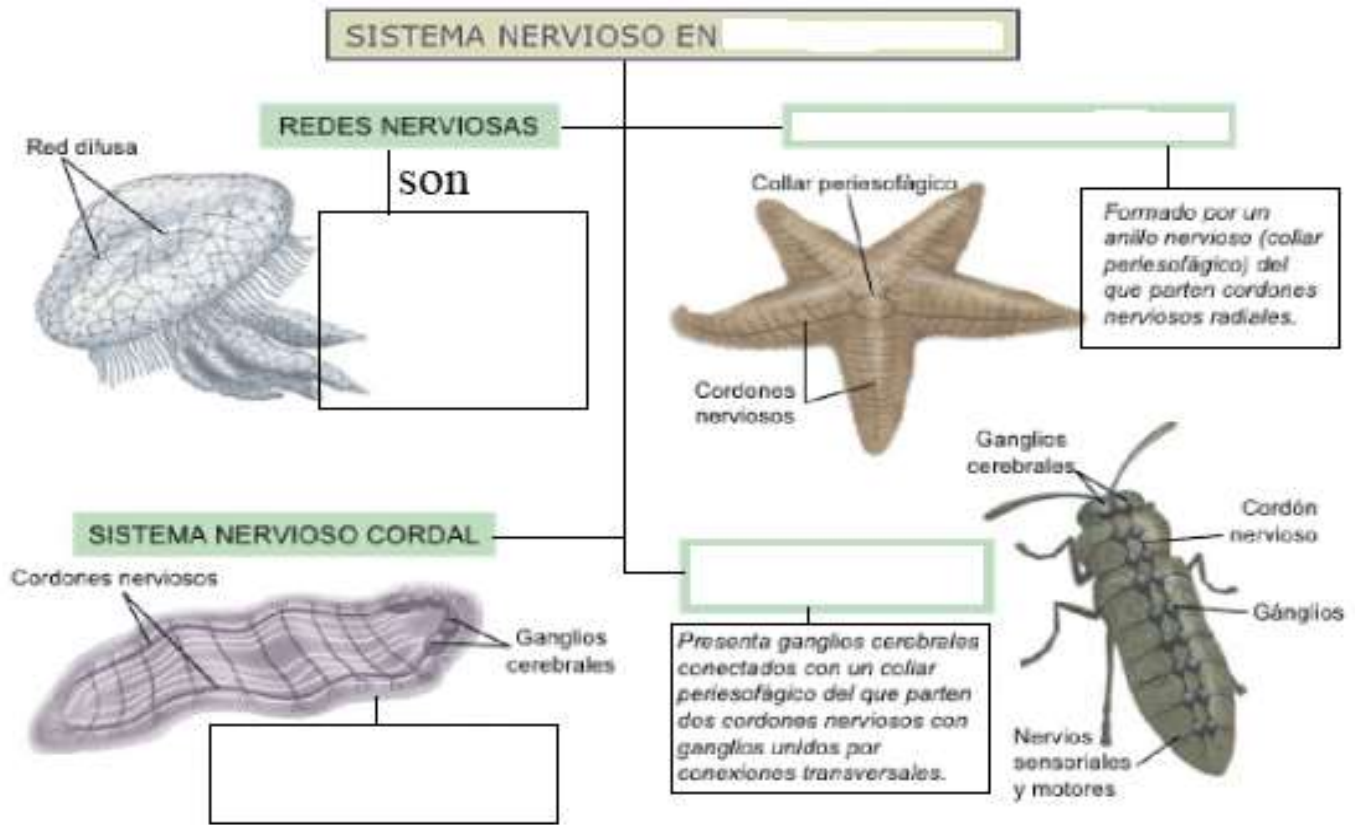 SISTEMA NERVIOSO EN
REDES NERVIOSAS
Red difusa
son
Collar periesofágico
Formado por un
anillo nervioso (collar
periesofágico) del
que parten cordones
nerviosos radiales.
Cordones
nerviosos
Ganglios
cerebrales
Cordón
nervioso
Gánglios
Nervios
sensoriales
y motores
SISTEMA NERVIOSO CORDAL
Cordones nerviosos
Ganglios
cerebrales
Presenta ganglios cerebrales
conectados con un collar
periesofágico del que parten
dos cordones nerviosos con
ganglios unidos por
conexiones transversales.